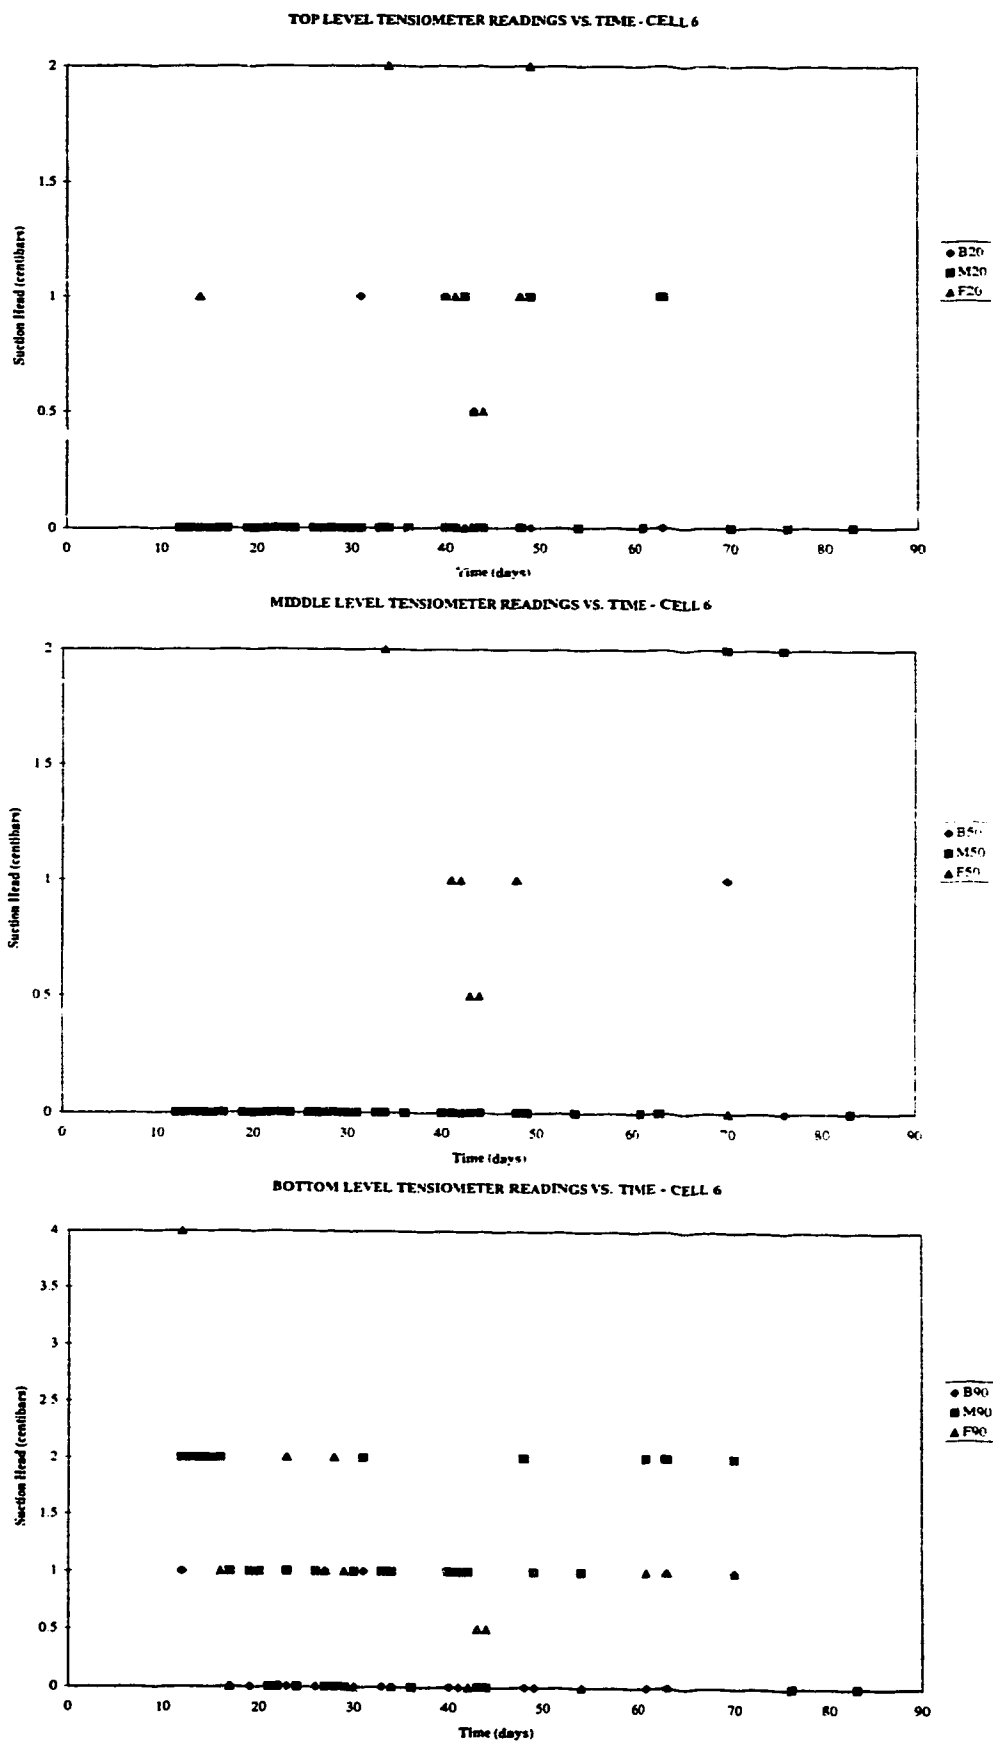 TOP LEVEL TENSIOMETER READINGS VS. TIME - CELL 6
2
1.5
1
0.5
0
Suction Head (centibars)
0 10 20 30 40 50 60 70 80 90
Time (days)
B20
M20
F20
MIDDLE LEVEL TENSIOMETER READINGS VS. TIME - CELL 6
2
1 5
1
0 5
0
Suction Head (centibars)
0 10 20 30 40 50 60 70 80 90
Time (days)
B50
M50
F50
BOTTOM LEVEL TENSIOMETER READINGS VS. TIME - CELL 6
4
3.5
3
2.5
2
1.5
1
0.5
0
Suction Head (centibars)
0 10 20 30 40 50 60 70 80 90
Time (days)
B90
M90
F90